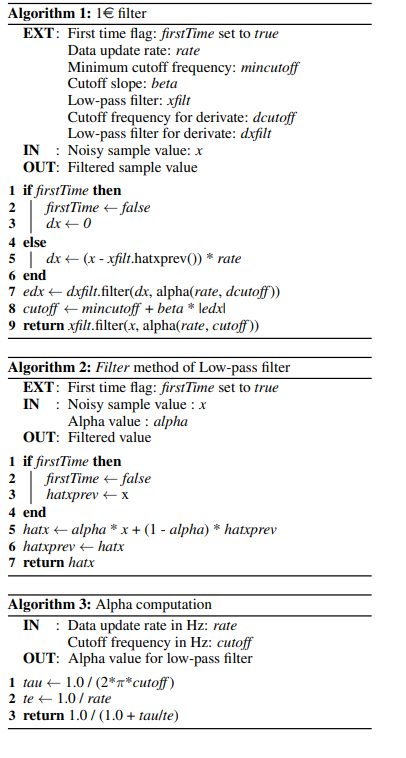 Algorithm 1: 1€ filter
EXT: First time flag: firstTime set to true
Data update rate: rate
Minimum cutoff frequency: mincutoff
Cutoff slope: beta
Low-pass filter: xfilt
Cutoff frequency for derivate: dcutoff
Low-pass filter for derivate: dxfilt
IN : Noisy sample value: x
OUT: Filtered sample value
1 if firstTime then
2 firstTime ← false
3 dx ← 0
4 else
5 dx ← (x - xfilt.hatxprev()) * rate
6 end
7 edx ← dxfilt.filter(dx, alpha(rate, dcutoff))
8 cutoff ← mincutoff + beta * |edx|
9 return xfilt.filter(x, alpha(rate, cutoff))
Algorithm 2: Filter method of Low-pass filter
EXT: First time flag: firstTime set to true
IN : Noisy sample value : x
Alpha value : alpha
OUT: Filtered value
1 if firstTime then
2 firstTime ← false
3 hatxprev ← x
4 end
5 hatx ← alpha * x + (1 - alpha) * hatxprev
6 hatxprev ← hatx
7 return hatx
Algorithm 3: Alpha computation
IN : Data update rate in Hz: rate
Cutoff frequency in Hz: cutoff
OUT: Alpha value for low-pass filter
1 tau ← 1.0 / (2*π*cutoff)
2 te ← 1.0 / rate
3 return 1.0 / (1.0 + tau/te)